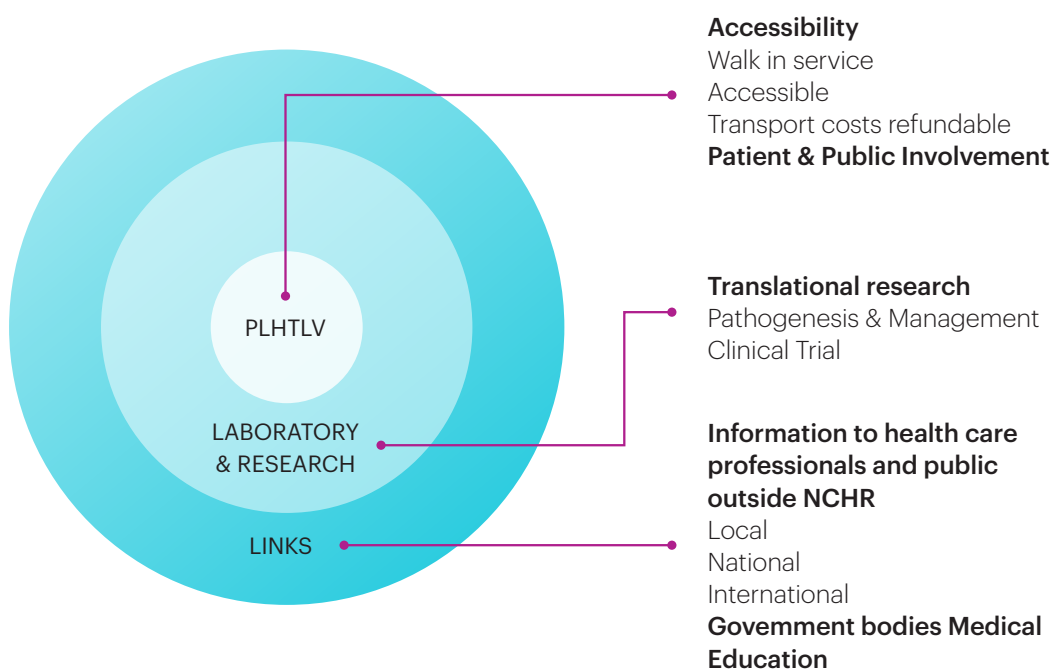 Accessibility
Walk in service
Accessible
Transport costs refundable
Patient & Public Involvement
PLHTLV
Translational research
Pathogenesis & Management
Clinical Trial
LABORATORY
& RESEARCH
Information to health care
professionals and public
outside NCHR
Local
National
International
Govemment bodies Medical
Education
LINKS